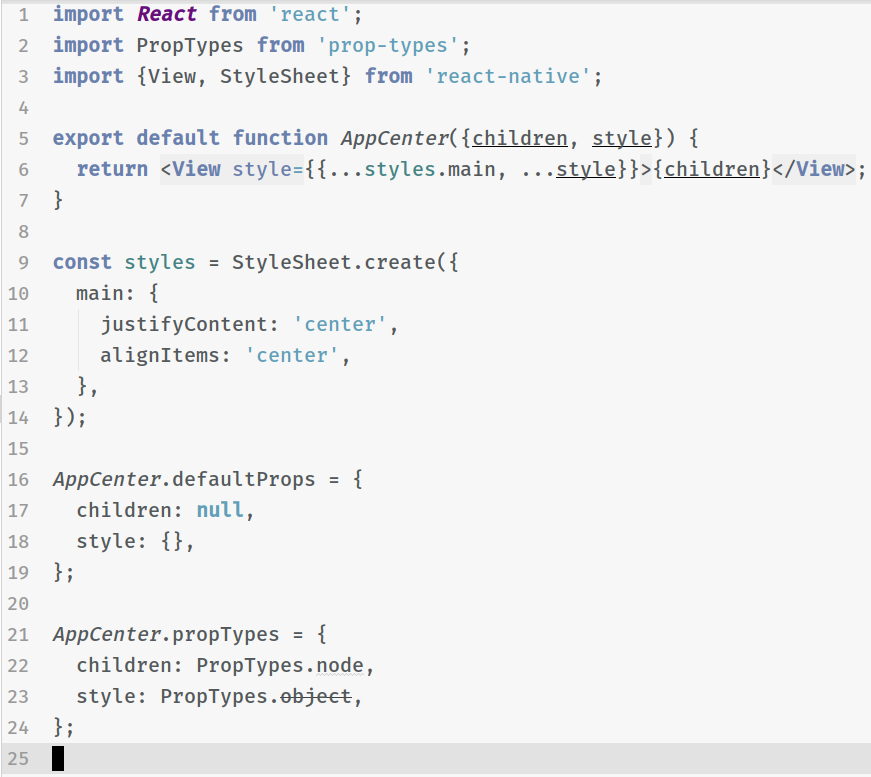 1 import React from 'react';
2 import PropTypes from 'prop-types';
3 import {View, StyleSheet} from 'react-native';
4
5 export default function AppCenter({children, style}) {
6   return <View style={{...styles.main, ...style}}>{children}</View>;
7 }
8
9 const styles = StyleSheet.create({
10   main: {
11     justifyContent: 'center',
12     alignItems: 'center',
13   },
14 });
15
16 AppCenter.defaultProps = {
17   children: null,
18   style: {},
19 };
20
21 AppCenter.propTypes = {
22   children: PropTypes.node,
23   style: PropTypes.object,
24 };
25